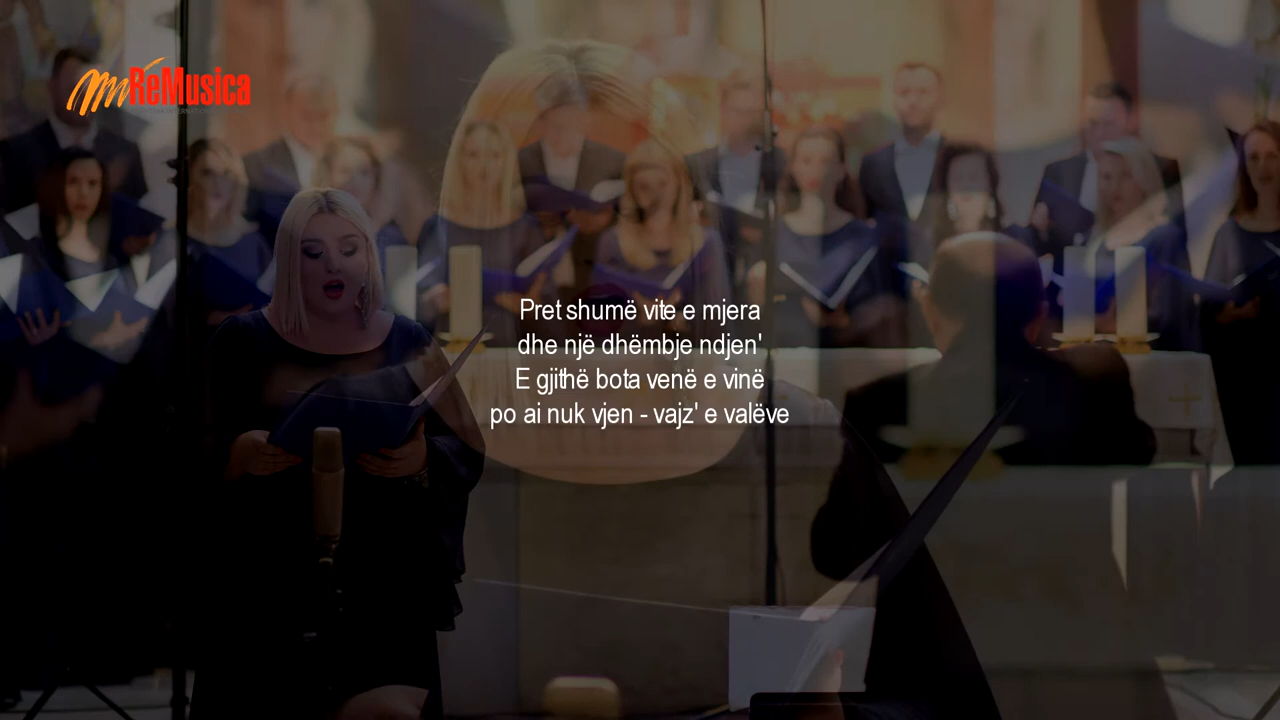 ReMusica
Pret shumë vite e mjera
dhe një dhëmbje ndjen'
E gjithë bota venë e vinë
po ai nuk vjen - vajz' e valëve